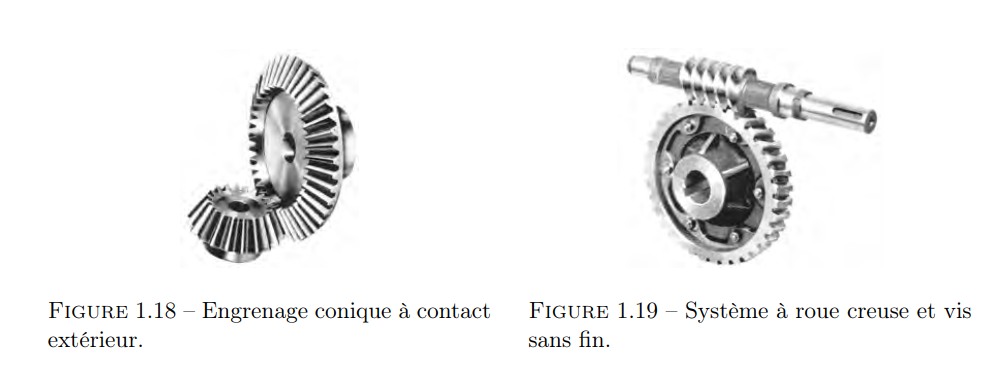 FIGURE 1.18 – Engrenage conique à contact
extérieur.
FIGURE 1.19 – Système à roue creuse et vis
sans fin.